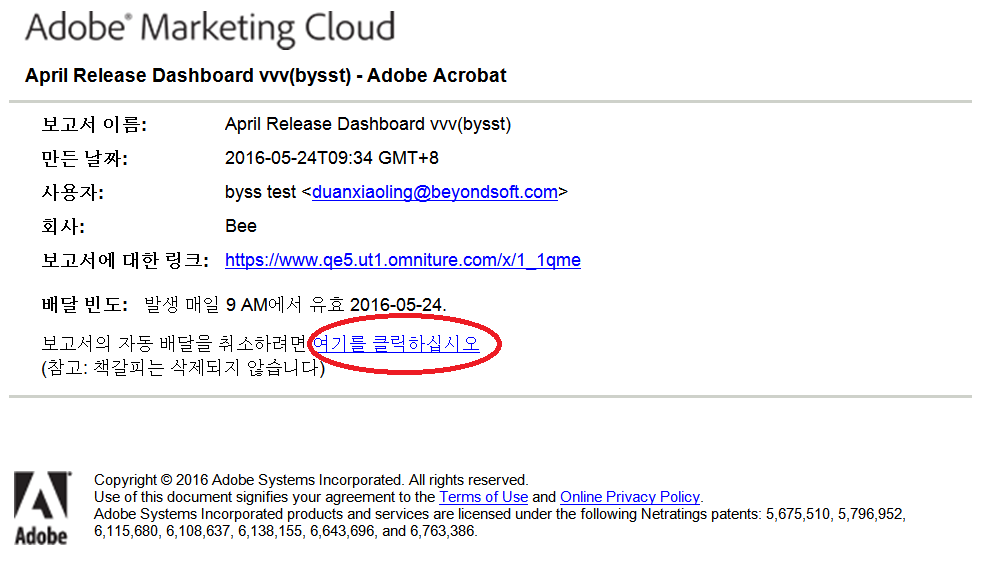 Adobe® Marketing Cloud
April Release Dashboard vvv(bysst) - Adobe Acrobat
보고서 이름: April Release Dashboard vvv(bysst)
만든 날짜: 2016-05-24T09:34 GMT+8
사용자: byss test <duanxiaoling@beyondsoft.com>
회사: Bee
보고서에 대한 링크: https://www.qe5.ut1.omniture.com/x/1_1qme
배달 빈도: 발생 매일 9 AM에서 유효 2016-05-24.
보고서의 자동 배달을 취소하려면 여기를 클릭하십시오
(참고: 책갈피는 삭제되지 않습니다)
Copyright © 2016 Adobe Systems Incorporated. All rights reserved.
Use of this document signifies your agreement to the Terms of Use and Online Privacy Policy.
Adobe Systems Incorporated products and services are licensed under the following Netratings patents: 5,675,510, 5,796,952,
6,115,680, 6,108,637, 6,138,155, 6,643,696, and 6,763,386.
Adobe